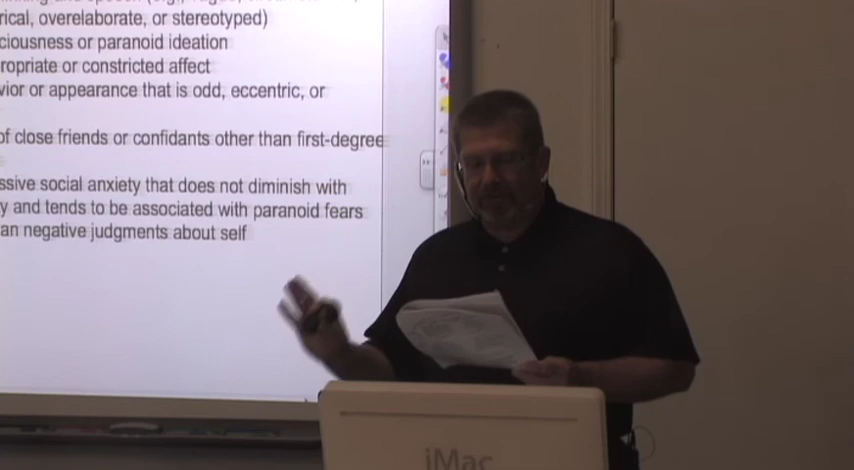 rical, overelaborate, or stereotyped)
ciousness or paranoid ideation
ropriate or constricted affect
vior or appearance that is odd, eccentric, or
of close friends or confidants other than first-degree
ssive social anxiety that does not diminish with
y and tends to be associated with paranoid fears
an negative judgments about self
iMac